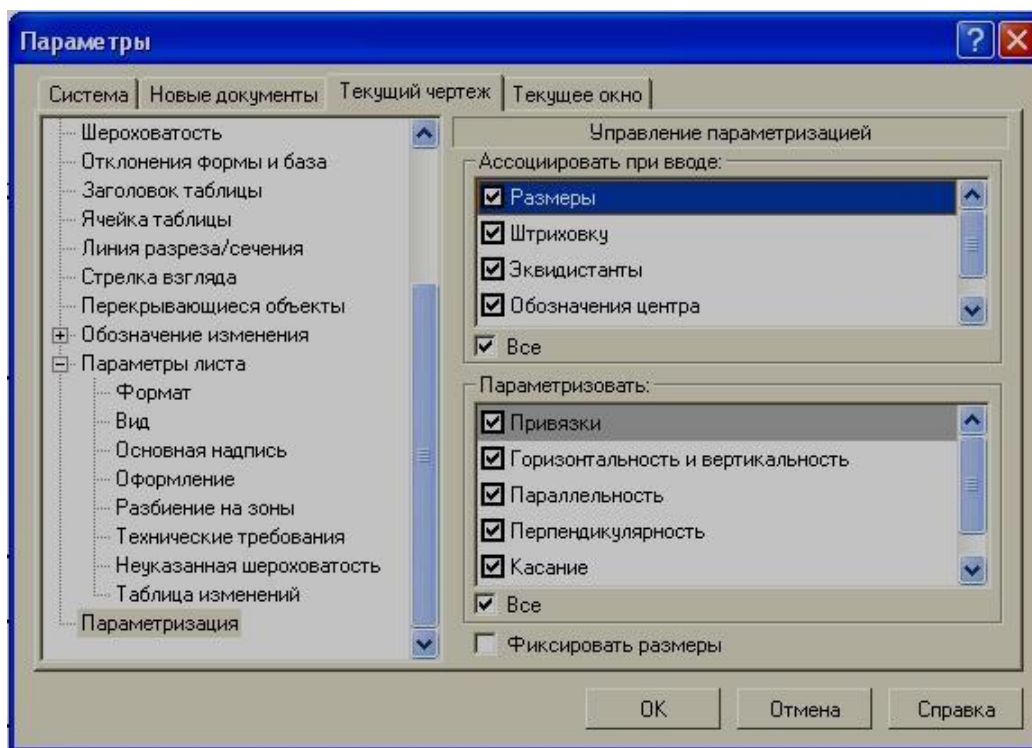 Параметры
Система
Новые документы
Текущий чертеж
Текущее окно
Шероховатость
Отклонения формы и база
Заголовок таблицы
Ячейка таблицы
Линия разреза/сечения
Стрелка взгляда
Перекрывающиеся объекты
Обозначение изменения
Параметры листа
Формат
Вид
Основная надпись
Оформление
Разбиение на зоны
Технические требования
Неуказанная шероховатость
Таблица изменений
Параметризация
Управление параметризацией
Ассоциировать при вводе:
Размеры
Штриховку
Эквидистанты
Обозначения центра
Все
Параметризовать:
Привязки
Горизонтальность и вертикальность
Параллельность
Перпендикулярность
Касание
Все
Фиксировать размеры
OK
Отмена
Справка